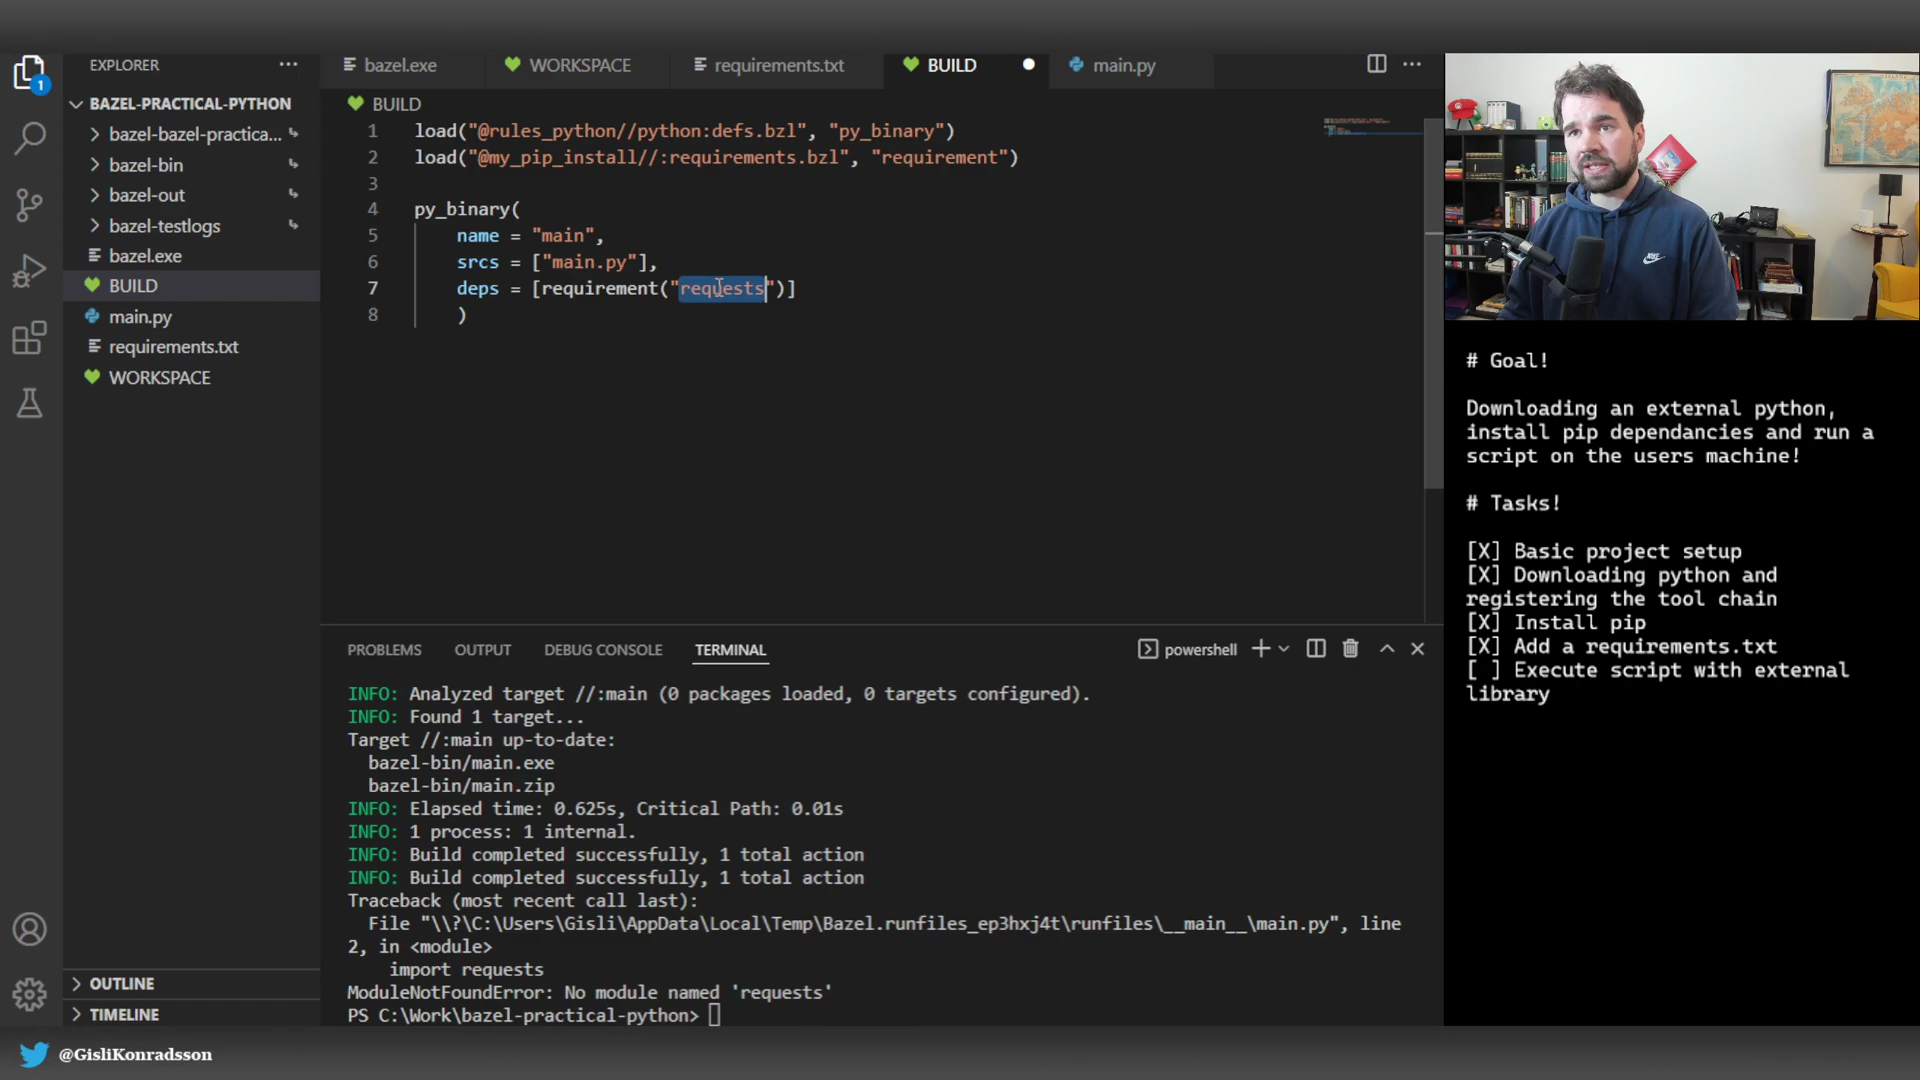 1
EXPLORER
BAZEL-PRACTICAL-PYTHON
bazel-bazel-practica...
bazel-bin
bazel-out
bazel-testlogs
bazel.exe
BUILD
main.py
requirements.txt
WORKSPACE
OUTLINE
TIMELINE
bazel.exe
WORKSPACE
requirements.txt
BUILD
main.py
BUILD
1 load("@rules_python//python:defs.bzl", "py_binary")
2 load("@my_pip_install//:requirements.bzl", "requirement")
3
4 py_binary(
5 name = "main",
6 srcs = ["main.py"],
7 deps = [requirement("requests")]
8 )
PROBLEMS OUTPUT DEBUG CONSOLE TERMINAL
powershell
INFO: Analyzed target //:main (0 packages loaded, 0 targets configured).
INFO: Found 1 target...
Target //:main up-to-date:
bazel-bin/main.exe
bazel-bin/main.zip
INFO: Elapsed time: 0.625s, Critical Path: 0.01s
INFO: 1 process: 1 internal.
INFO: Build completed successfully, 1 total action
INFO: Build completed successfully, 1 total action
Traceback (most recent call last):
File "\\?\C:\Users\Gisli\AppData\Local\Temp\Bazel.runfiles_ep3hxj4t\runfiles\__main__\main.py", line
2, in <module>
import requests
ModuleNotFoundError: No module named 'requests'
PS C:\Work\bazel-practical-python>
# Goal!
Downloading an external python,
install pip dependancies and run a
script on the users machine!
# Tasks!
[X] Basic project setup
[X] Downloading python and
registering the tool chain
[X] Install pip
[X] Add a requirements.txt
[ ] Execute script with external
library
@GisliKonradsson